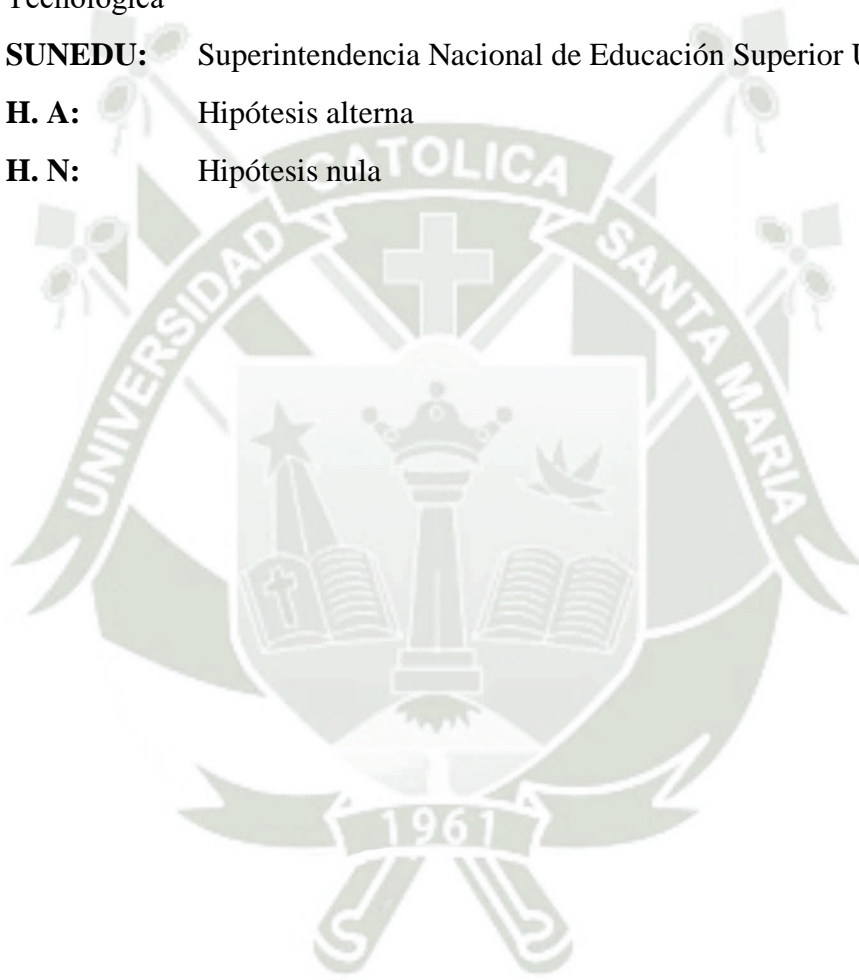 Tecnológica
SUNEDU: Superintendencia Nacional de Educación Superior
H. A: Hipótesis alterna
H. N: Hipótesis nula
UNIVERSIDAD CATOLICA SANTA MARIA
1961